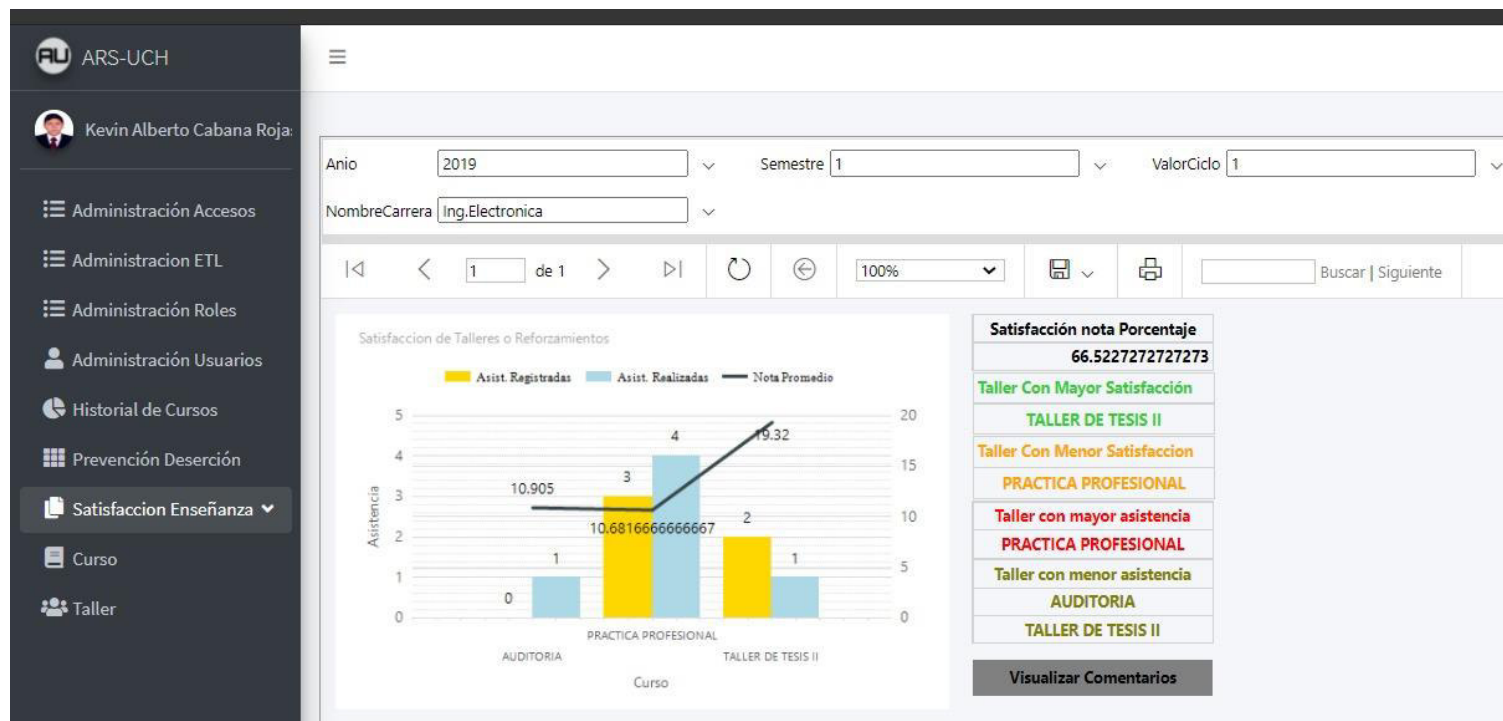 ARS-UCH
Kevin Alberto Cabana Roja
Administración Accesos
Administracion ETL
Administración Roles
Administración Usuarios
Historial de Cursos
Prevención Deserción
Satisfaccion Enseñanza
Curso
Taller
Anio 2019 Semestre 1 ValorCiclo 1
NombreCarrera Ing.Electronica
1 de 1 100% Buscar | Siguiente
Satisfaccion de Talleres o Reforzamientos
Asist. Registradas Asist. Realizadas Nota Promedio
5
4
3
2
1
0
Asistencia
20
15
10
5
0
10.905
10.6816666666667
19.32
0
1
3
4
2
1
AUDITORIA
PRACTICA PROFESIONAL
TALLER DE TESIS II
Curso
Satisfacción nota Porcentaje
66.5227272727273
Taller Con Mayor Satisfacción
TALLER DE TESIS II
Taller Con Menor Satisfaccion
PRACTICA PROFESIONAL
Taller con mayor asistencia
PRACTICA PROFESIONAL
Taller con menor asistencia
AUDITORIA
TALLER DE TESIS II
Visualizar Comentarios